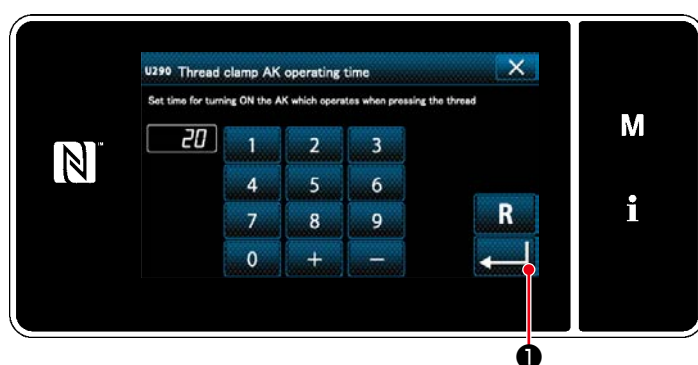 U290 Thread clamp AK operating time
Set time for turning ON the AK which operates when pressing the thread
20
1 2 3
4 5 6
7 8 9
0 + −
R
M
i
N
❶